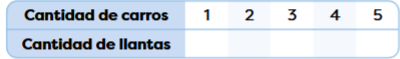 Cantidad de carros 1 2 3 4 5
Cantidad de llantas